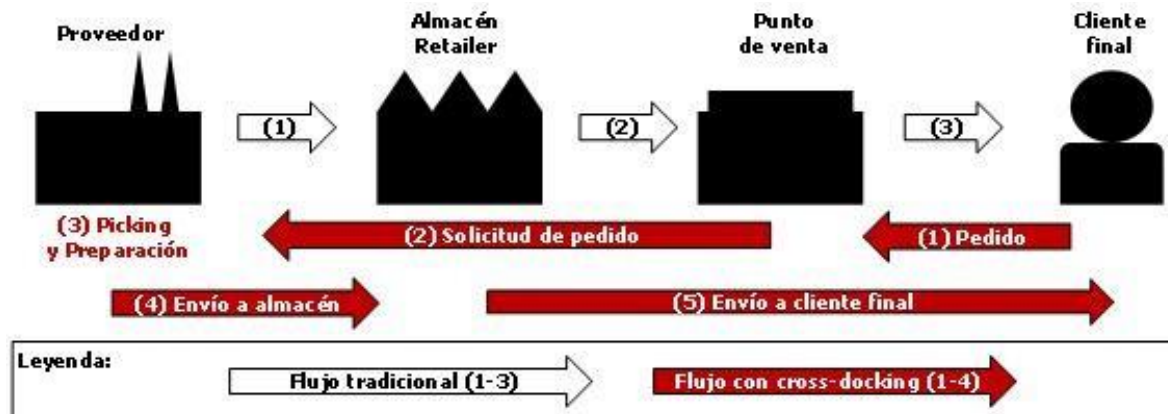 Proveedor
Almacén
Retailer
Punto
de venta
Cliente
final
(1)
(2)
(3)
(3) Picking
y Preparación
(2) Solicitud de pedido
(1) Pedido
(4) Envío a almacén
(5) Envío a cliente final
Leyenda:
Flujo tradicional (1-3)
Flujo con cross-docking (1-4)